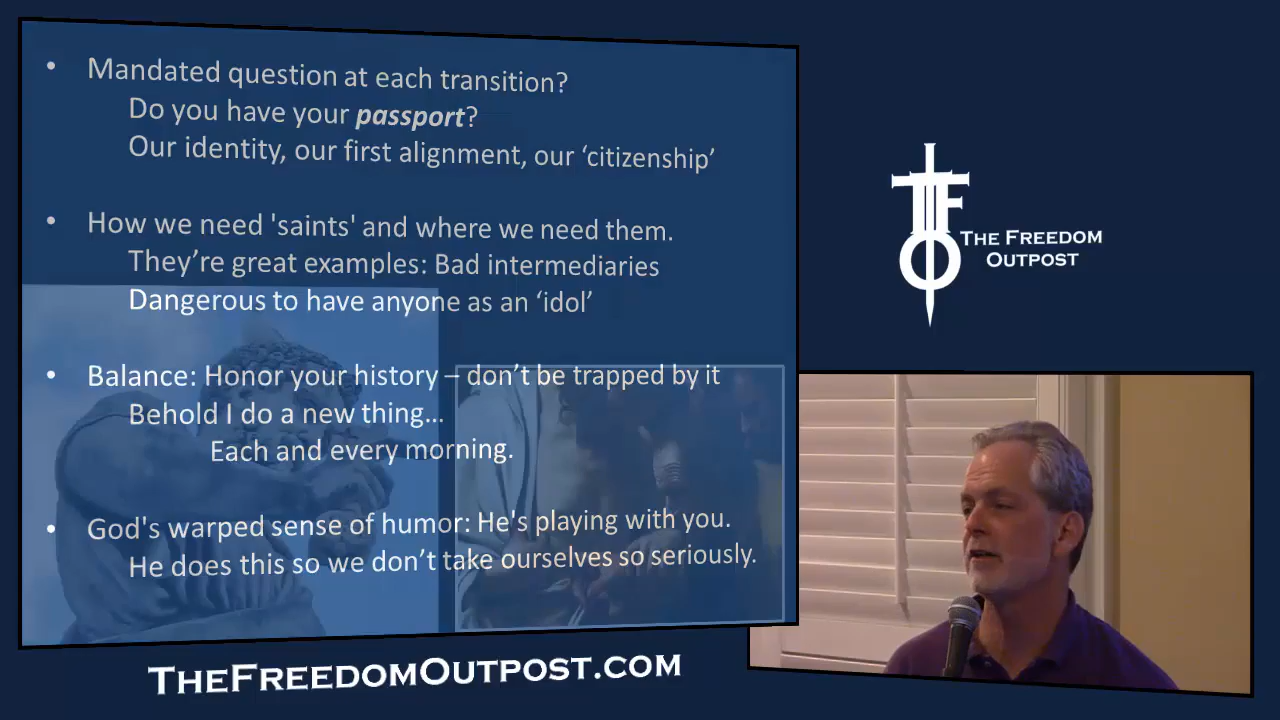 • Mandated question at each transition?
Do you have your passport?
Our identity, our first alignment, our ‘citizenship’
• How we need 'saints' and where we need them.
They’re great examples: Bad intermediaries
Dangerous to have anyone as an ‘idol’
• Balance: Honor your history – don’t be trapped by it
Behold I do a new thing…
Each and every morning.
• God's warped sense of humor: He's playing with you.
He does this so we don’t take ourselves so seriously.
TF
O
THE FREEDOM
OUTPOST
THEFREEDOMOUTPOST.COM